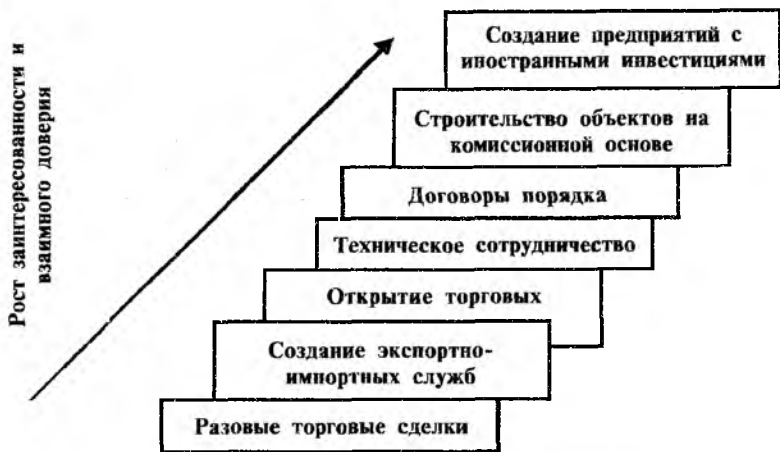 Рост заинтересованности и
взаимного доверия
Создание предприятий с
иностранными инвестициями
Строительство объектов на
комиссионной основе
Договоры порядка
Техническое сотрудничество
Открытие торговых
Создание экспортно-
импортных служб
Разовые торговые сделки